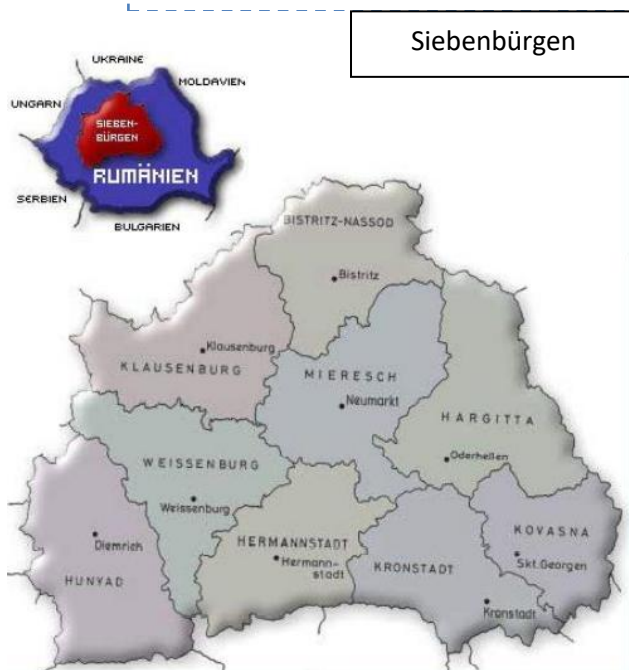 Siebenbürgen
UKRAINE
MOLDAVIEN
UNGARN
SIEBEN-
BÜRGEN
RUMÄNIEN
SERBIEN
BULGARIEN
BISTRITZ-NASSOD
Bistritz
Klausenburg
KLAUSENBURG
MIERESCH
Neumarkt
HARGITTA
Oderhellen
WEISSENBURG
Weissenburg
HERMANNSTADT
Hermann-
stadt
KOVASNA
Skt. Georgen
Diemrich
HUNYAD
KRONSTADT
Kronstadt